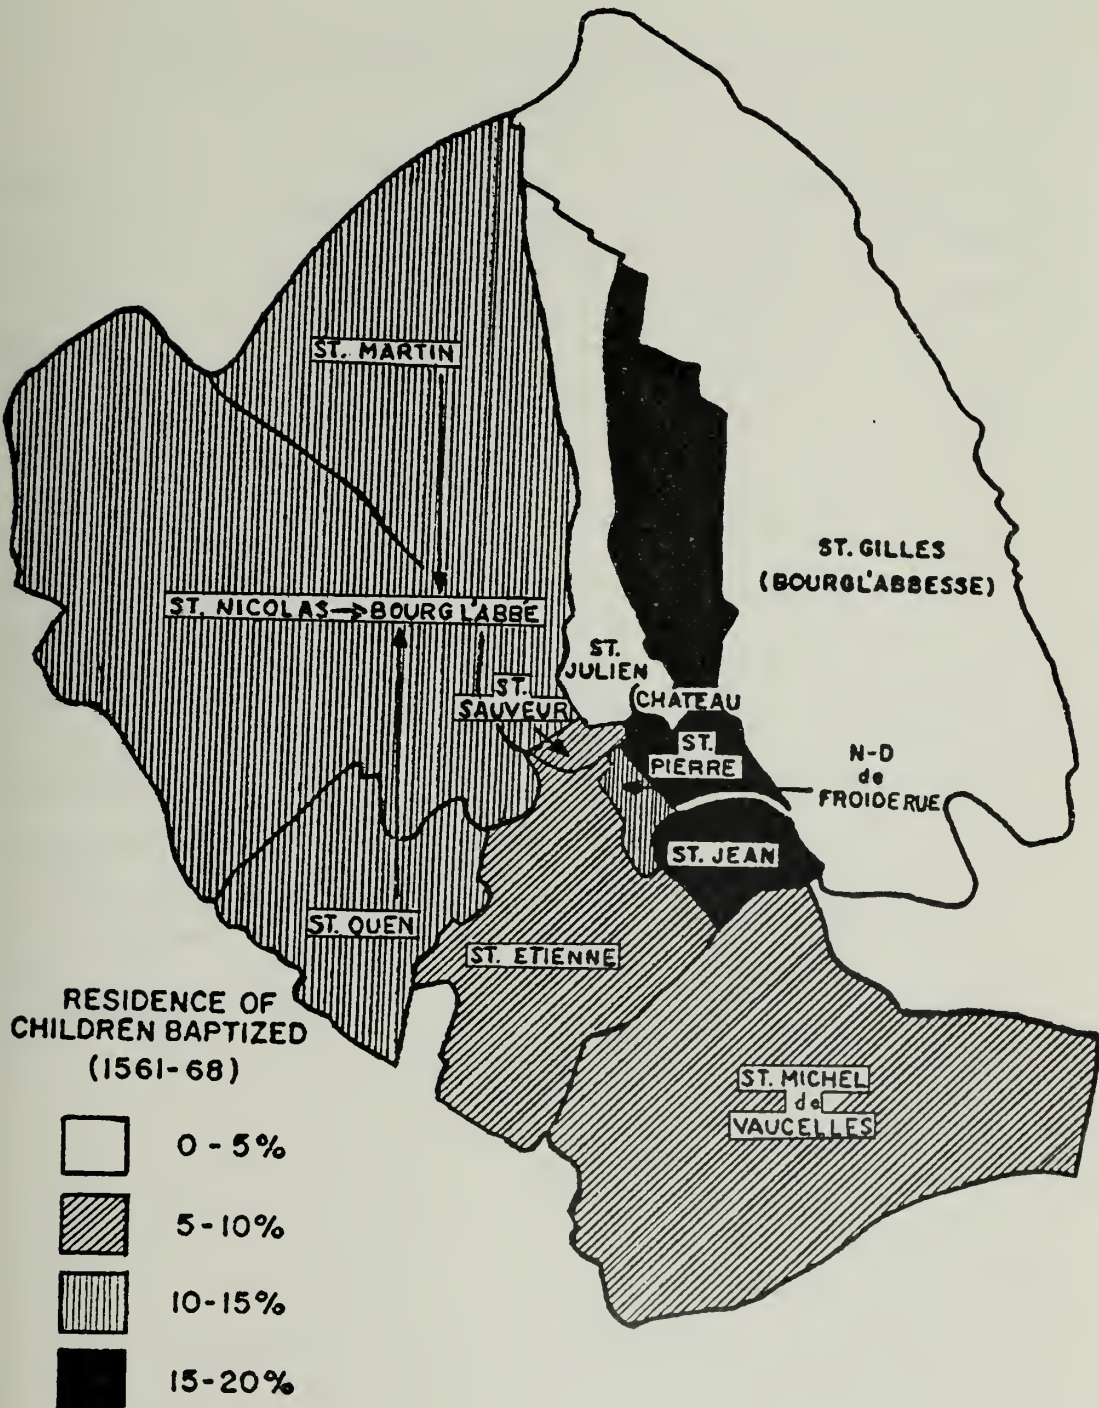 ST. MARTIN
ST. NICOLAS → BOURG L'ABBÉ
ST. GILLES
(BOURG L'ABBESSE)
ST.
JULIEN
ST.
SAUVEUR
CHATEAU
ST.
PIERRE
N-D
de
FROIDERUE
ST. JEAN
ST. OUEN
ST. ETIENNE
ST. MICHEL
de
VAUCELLES
RESIDENCE OF
CHILDREN BAPTIZED
(1561-68)
0-5%
5-10%
10-15%
15-20%